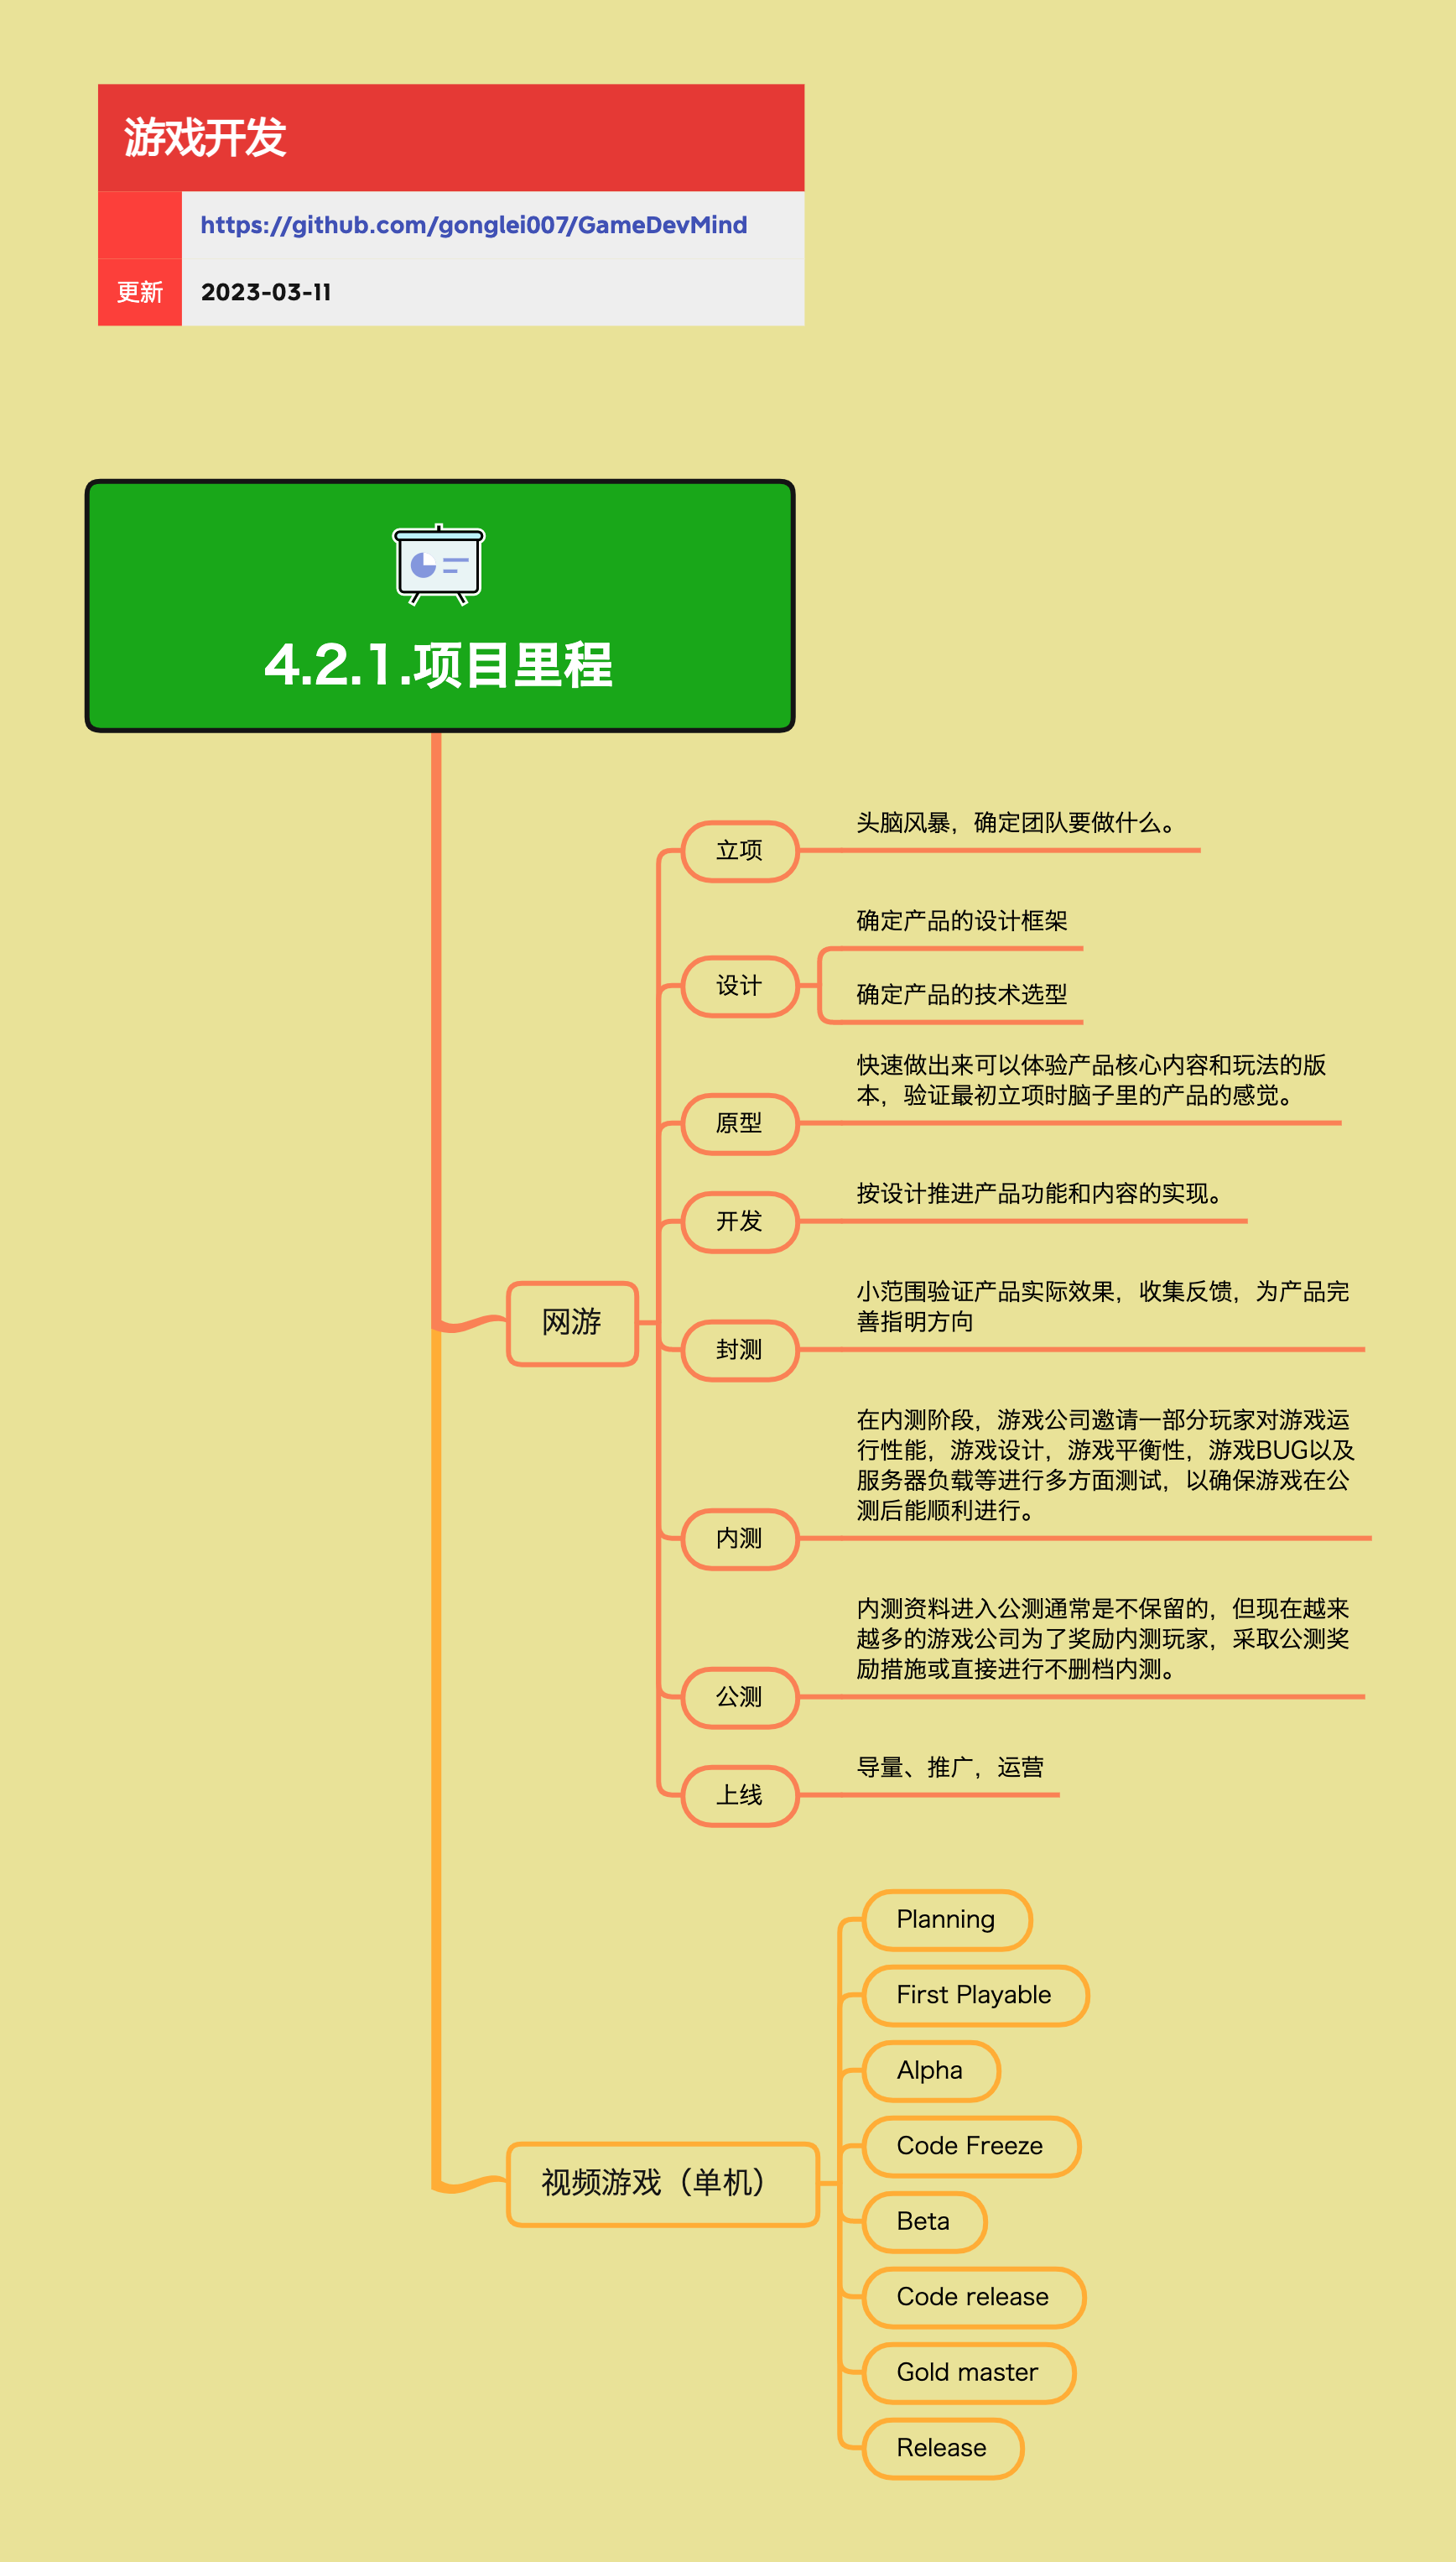 游戏开发
https://github.com/gonglei007/GameDevMind
更新
2023-03-11
4.2.1.项目里程
网游
立项
头脑风暴，确定团队要做什么。
设计
确定产品的设计框架
确定产品的技术选型
原型
快速做出来可以体验产品核心内容和玩法的版
本，验证最初立项时脑子里的产品的感觉。
开发
按设计推进产品功能和内容的实现。
封测
小范围验证产品实际效果，收集反馈，为产品完
善指明方向
内测
在内测阶段，游戏公司邀请一部分玩家对游戏运
行性能，游戏设计，游戏平衡性，游戏BUG以及
服务器负载等进行多方面测试，以确保游戏在公
测后能顺利进行。
公测
内测资料进入公测通常是不保留的，但现在越来
越多的游戏公司为了奖励内测玩家，采取公测奖
励措施或直接进行不删档内测。
上线
导量、推广，运营
视频游戏（单机）
Planning
First Playable
Alpha
Code Freeze
Beta
Code release
Gold master
Release